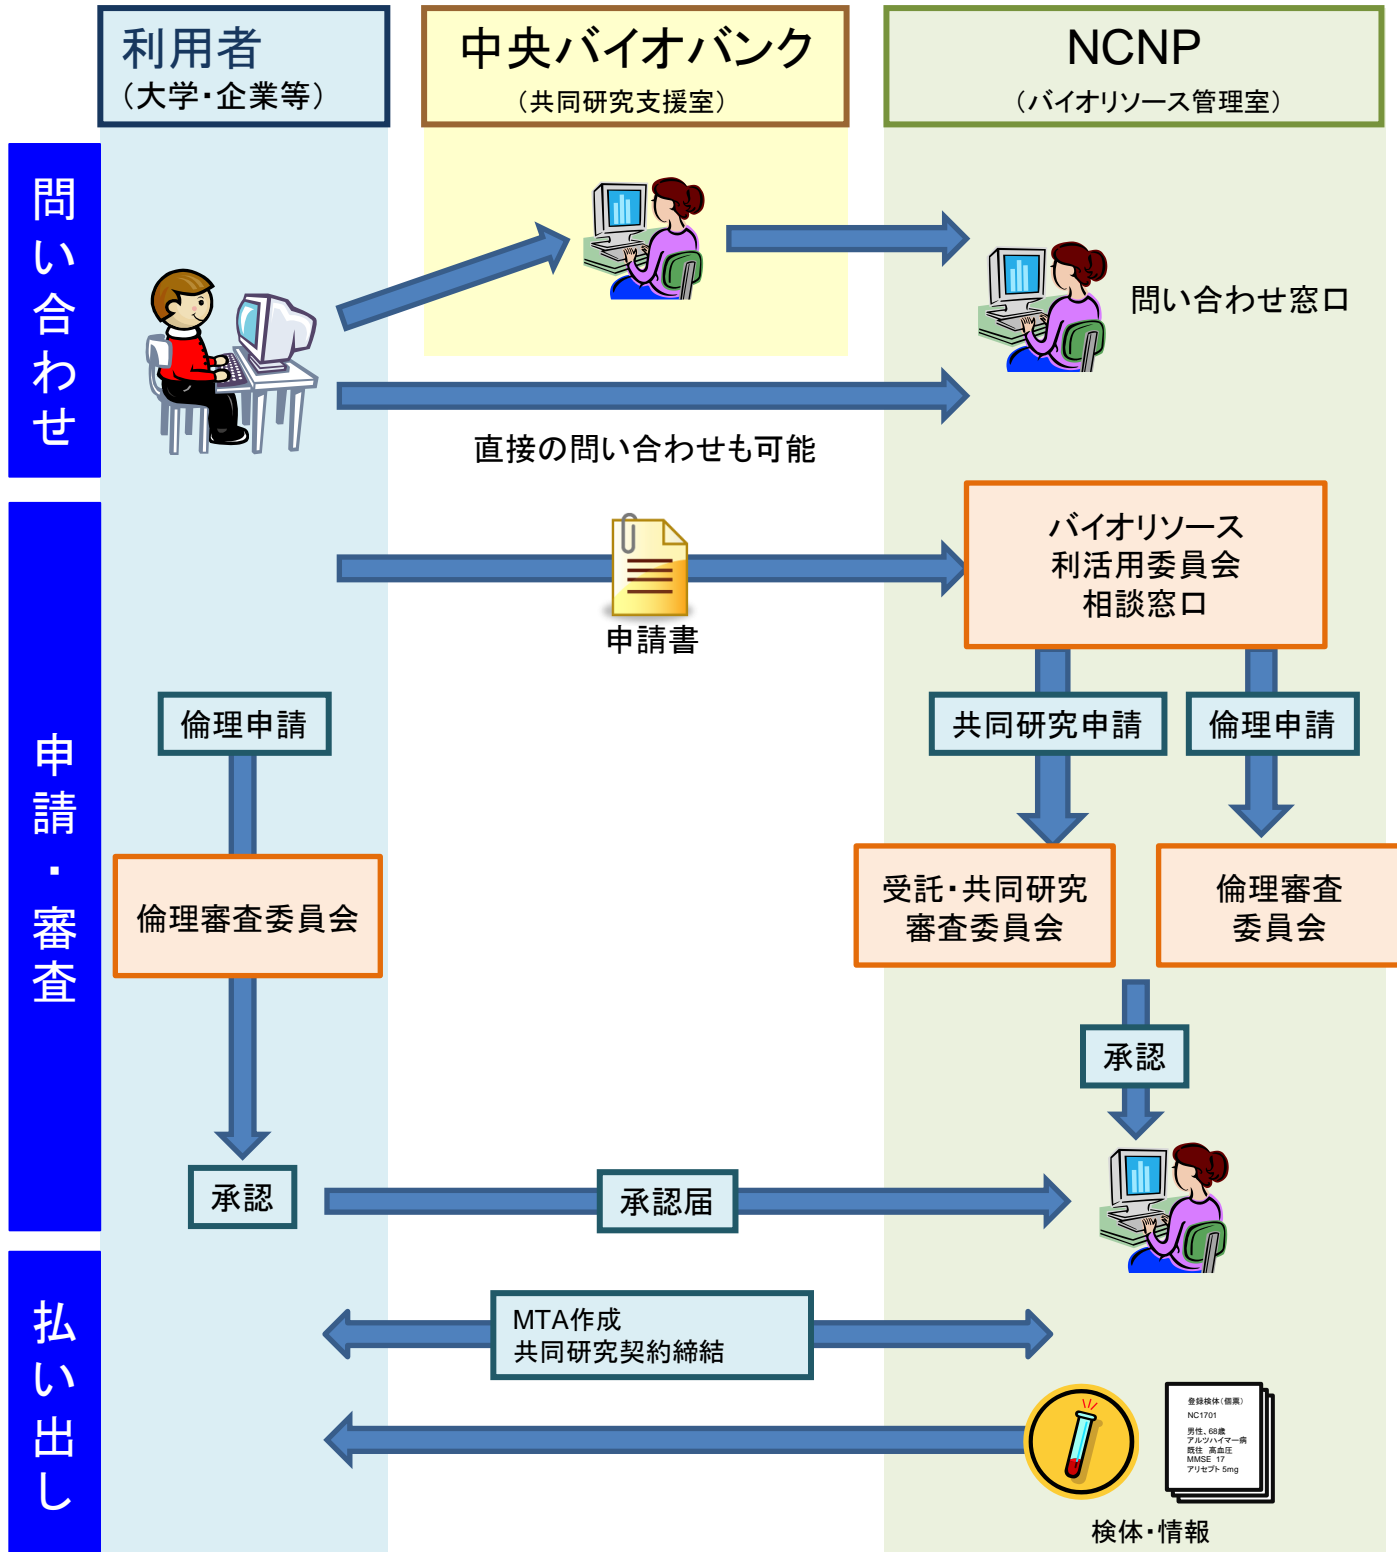 利用者
（大学・企業等）
中央バイオバンク
（共同研究支援室）
NCNP
（バイオリソース管理室）
問い合わせ
問い合わせ窓口
直接の問い合わせも可能
申請・審査
バイオリソース
利活用委員会
相談窓口
申請書
倫理申請
共同研究申請
倫理申請
倫理審査委員会
受託・共同研究
審査委員会
倫理審査
委員会
承認
承認
承認届
払い出し
MTA作成
共同研究契約締結
登録検体（個票）
NC1701
男性、68歳
アルツハイマー病
既往 高血圧
MMSE 17
アリセプト 5mg
検体・情報